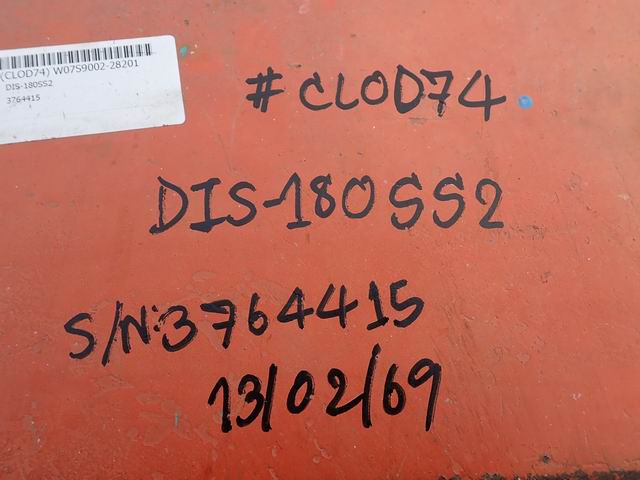 (CLOD74) W07S9002-28201
DIS-180SS2
3764415
#CLOD74
DIS-180SS2
S/N:3764415
13/02/69